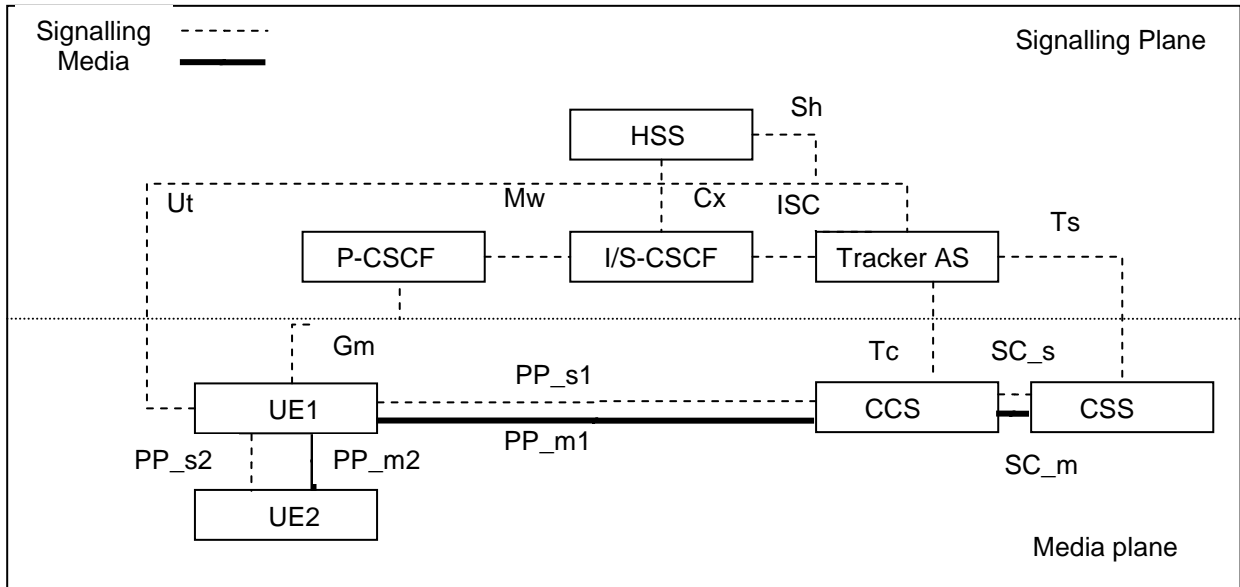 Signalling
Media
Signalling Plane
Sh
HSS
Ut
Mw
Cx
ISC
Ts
P-CSCF
I/S-CSCF
Tracker AS
Gm
Tc
SC_s
PP_s1
UE1
CCS
CSS
PP_m1
PP_s2
PP_m2
SC_m
UE2
Media plane